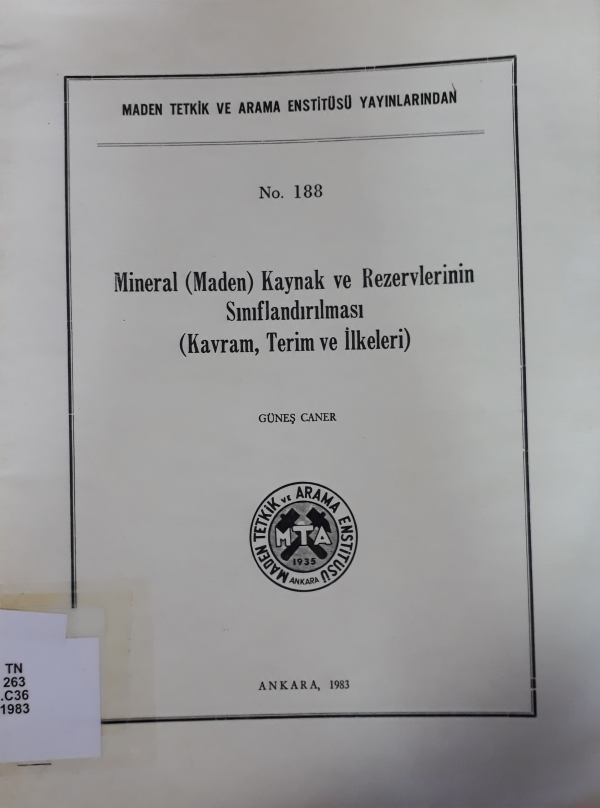 MADEN TETKİK VE ARAMA ENSTİTÜSÜ YAYINLARINDAN
No. 188
Mineral (Maden) Kaynak ve Rezervlerinin
Sınıflandırılması
(Kavram, Terim ve İlkeleri)
GÜNEŞ CANER
MADEN TETKİK VE ARAMA ENSTİTÜSÜ
MTA
1935
ANKARA
TN
263
.C36
1983
ANKARA, 1983